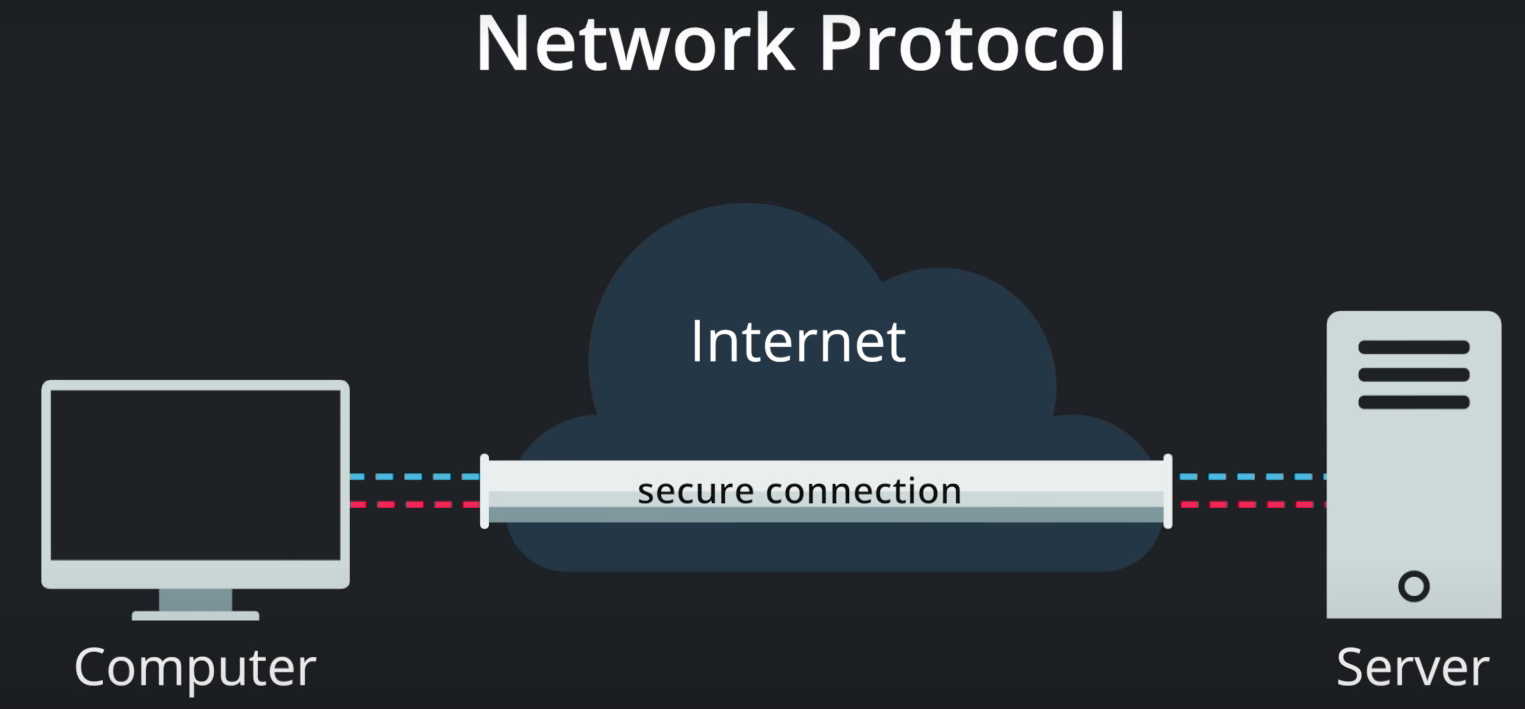 Network Protocol
Internet
secure connection
Computer
Server